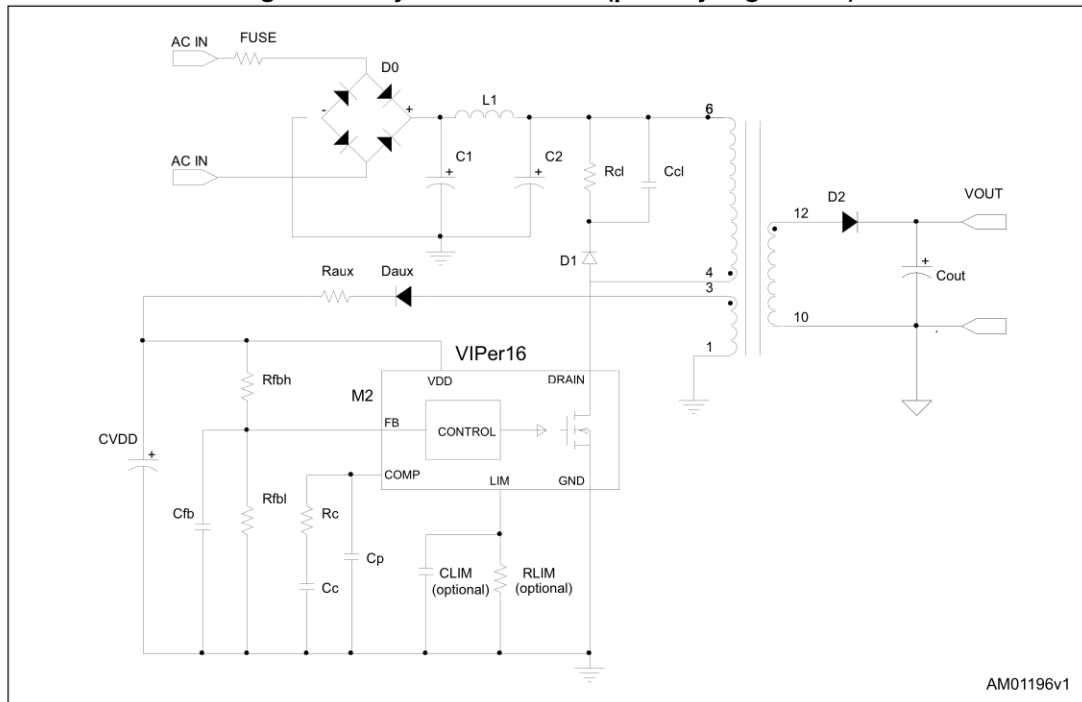 AC IN
FUSE
D0
-
+
L1
6
AC IN
C1
+
C2
+
Rcl
Ccl
D2
VOUT
12
D1
+
Cout
4
Raux
Daux
3
10
1
VIPer16
VDD
DRAIN
Rfbh
M2
FB
CONTROL
CVDD
+
COMP
LIM
GND
Cfb
Rfbl
Rc
Cp
CLIM
(optional)
RLIM
(optional)
Cc
AM01196v1